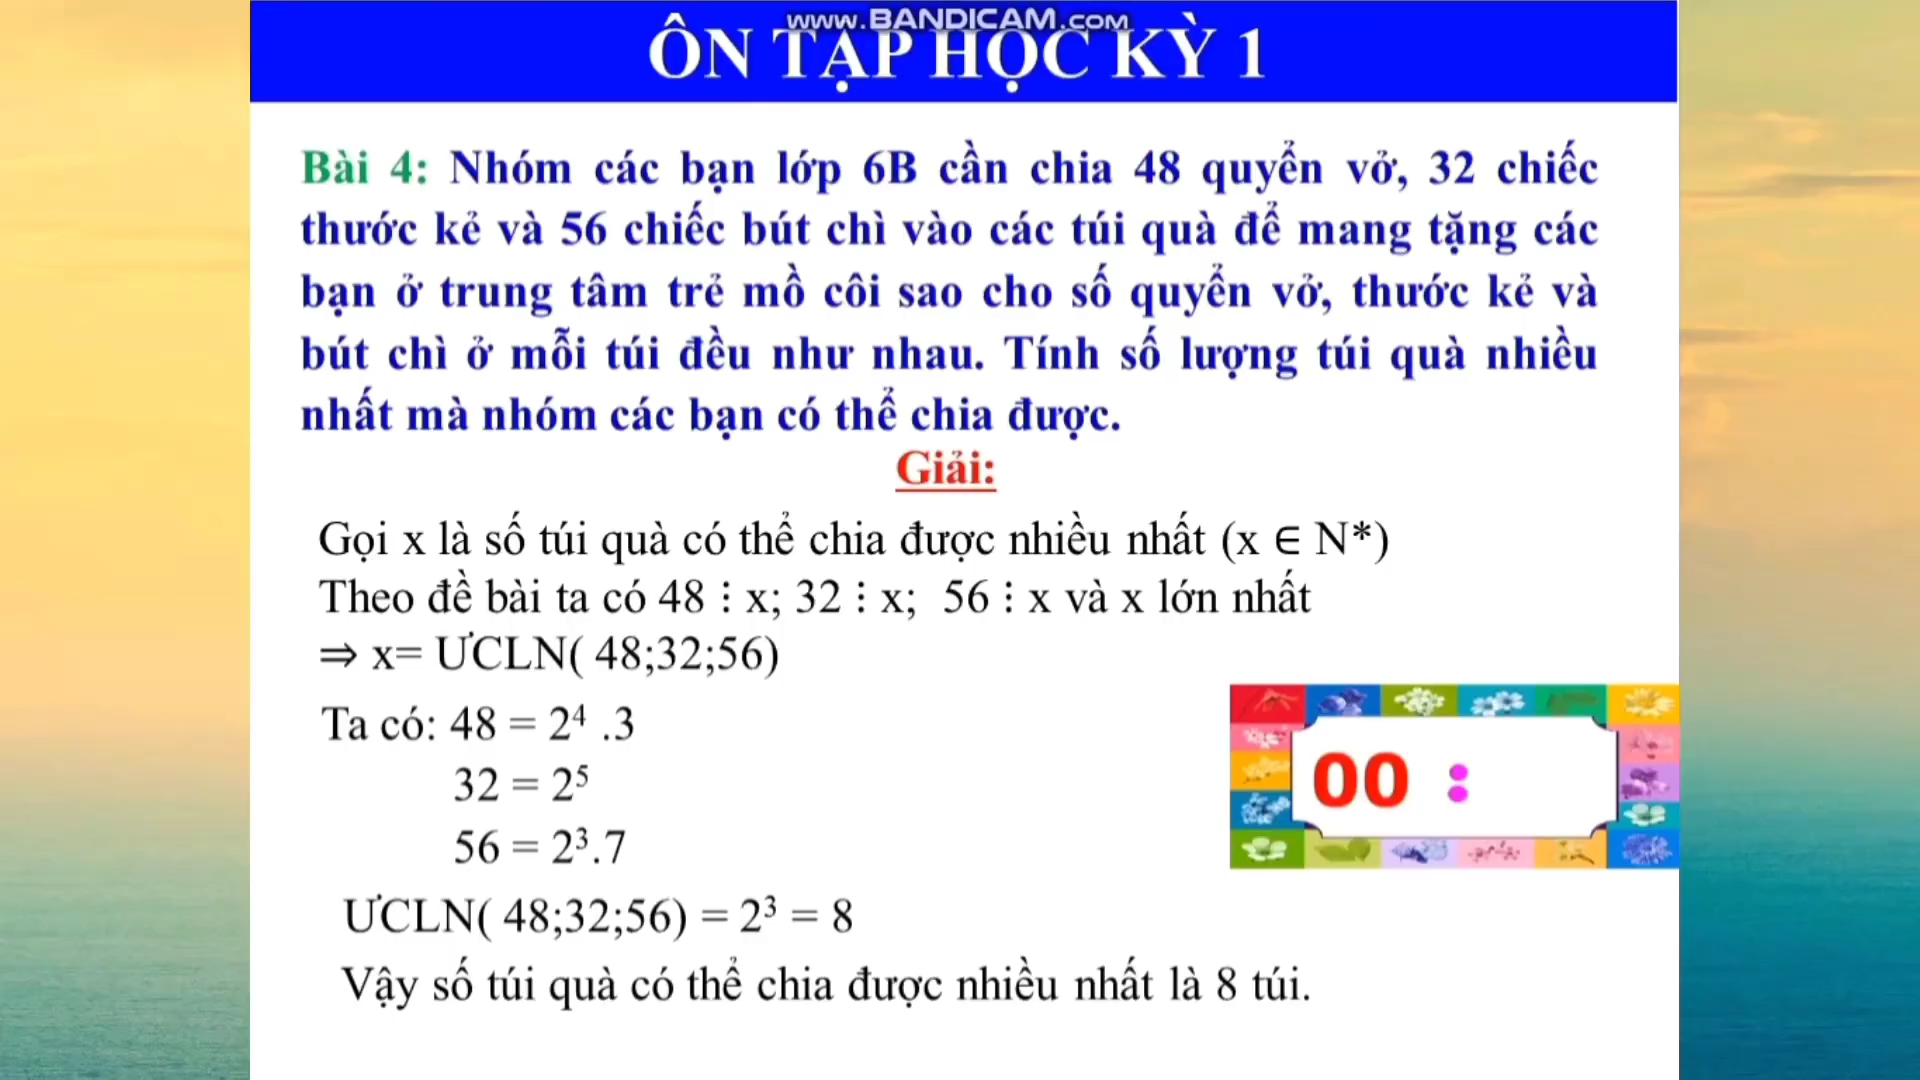 www.BANDICAM.com
ÔN TẬP HỌC KỲ 1
Bài 4: Nhóm các bạn lớp 6B cần chia 48 quyển vở, 32 chiếc
thước kẻ và 56 chiếc bút chì vào các túi quà để mang tặng các
bạn ở trung tâm trẻ mồ côi sao cho số quyển vở, thước kẻ và
bút chì ở mỗi túi đều như nhau. Tính số lượng túi quà nhiều
nhất mà nhóm các bạn có thể chia được.
Giải:
Gọi x là số túi quà có thể chia được nhiều nhất (x ∈ N*)
Theo đề bài ta có 48 ⋮ x; 32 ⋮ x; 56 ⋮ x và x lớn nhất
⇒ x= ƯCLN( 48;32;56)
Ta có: 48 = 2⁴ .3
32 = 2⁵
56 = 2³.7
00 :
ƯCLN( 48;32;56) = 2³ = 8
Vậy số túi quà có thể chia được nhiều nhất là 8 túi.